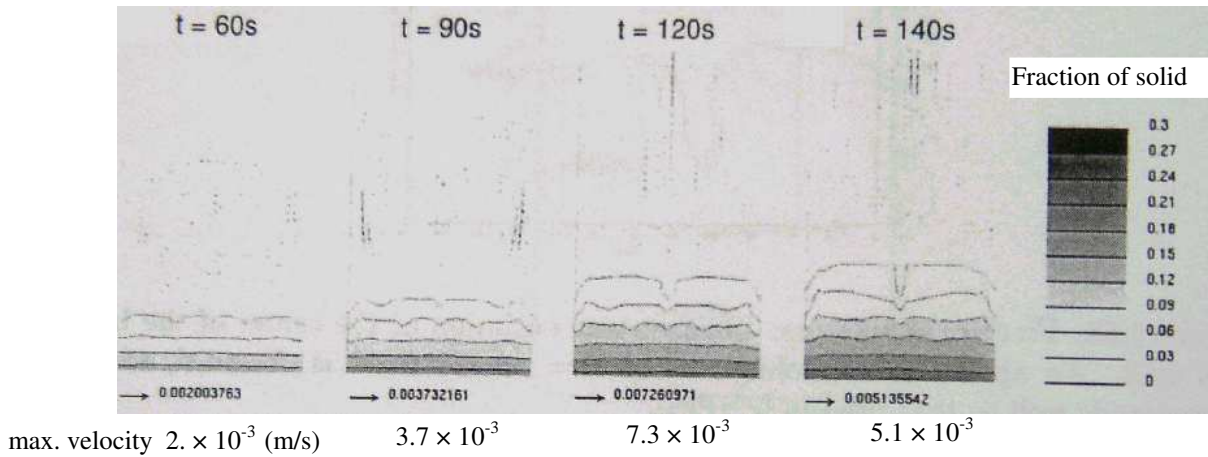 t = 60s t = 90s t = 120s t = 140s
Fraction of solid
0.3
0.27
0.24
0.21
0.18
0.15
0.12
0.09
0.06
0.03
0
0.002003763 0.003732161 0.007260971 0.005135542
max. velocity 2. × 10-3 (m/s) 3.7 × 10-3 7.3 × 10-3 5.1 × 10-3